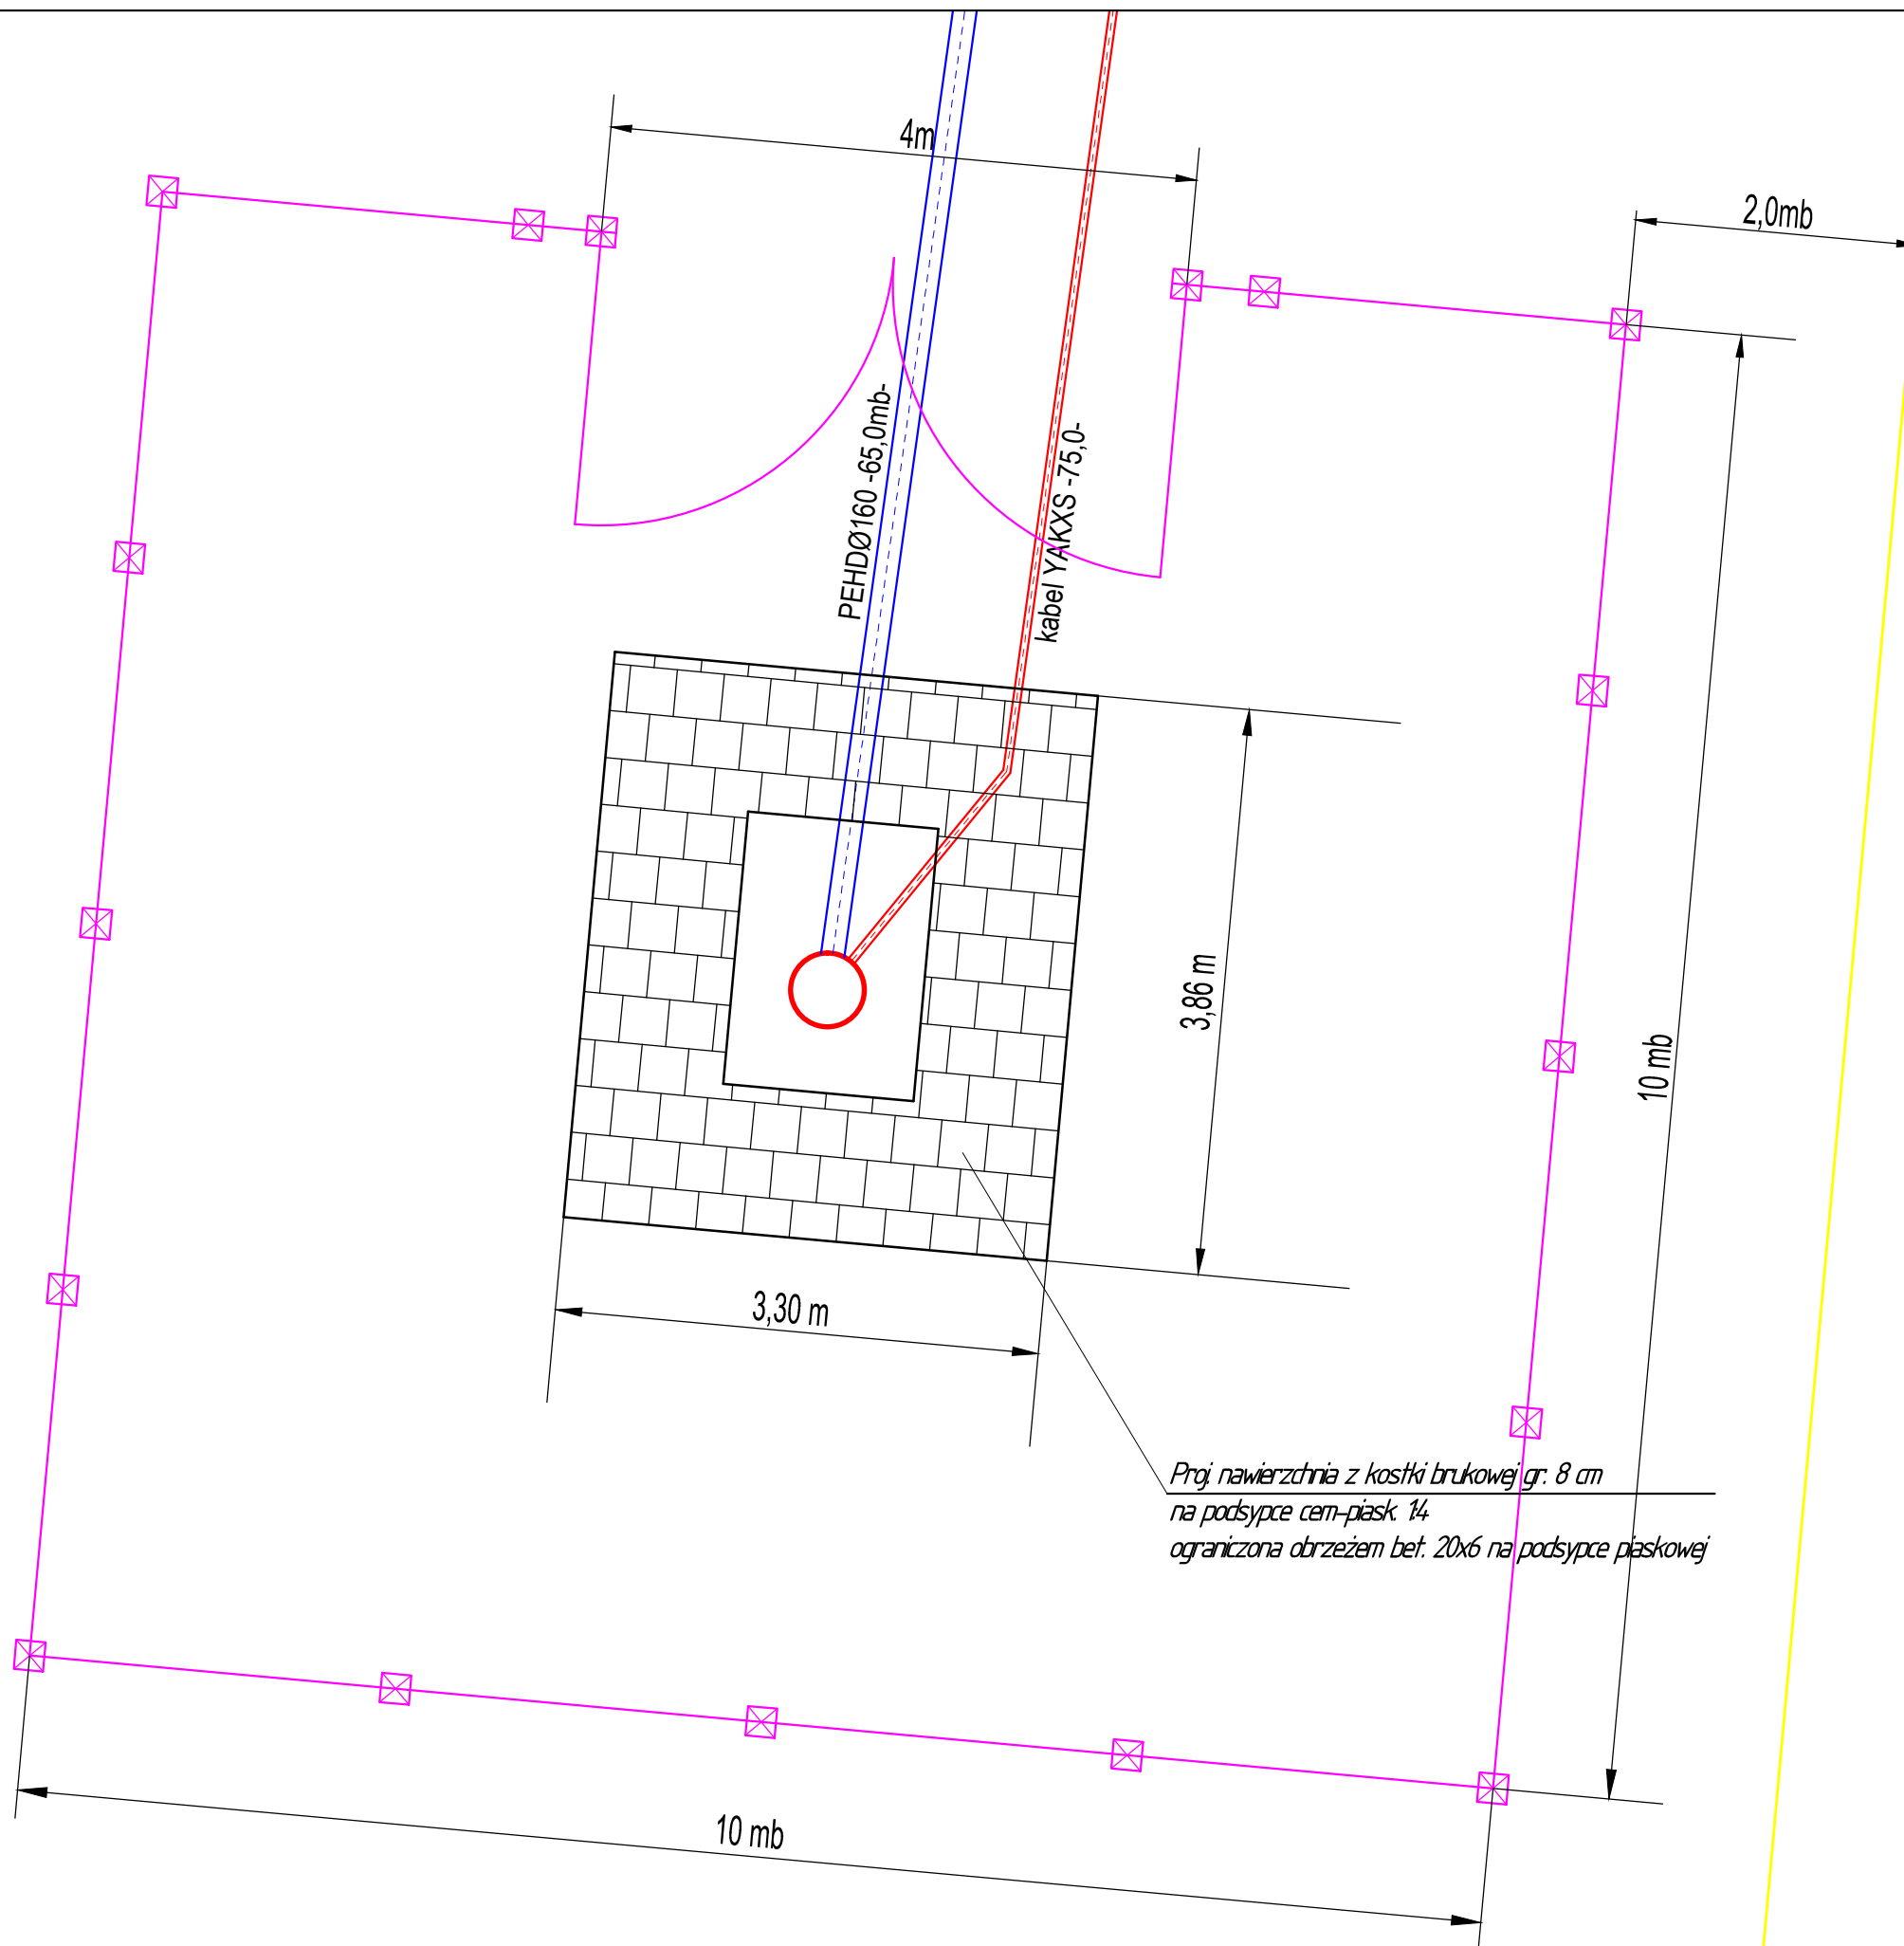 4m
2,0mb
PEHDØ160 -65,0mb-
kabel YAKXS -75,0-
3,86 m
10 mb
3,30 m
Proj. nawierzchnia z kostki brukowej gr. 8 cm
na podsypce cem-piask. 1:4
ograniczona obrzeżem bet. 20x6 na podsypce piaskowej
10 mb